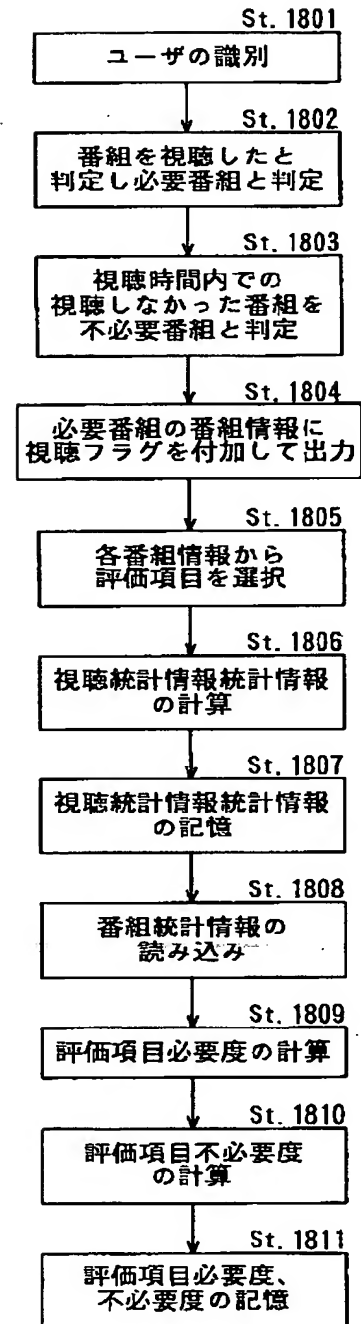 St. 1801
ユーザの識別
St. 1802
番組を視聴したと
判定し必要番組と判定
St. 1803
視聴時間内での
視聴しなかった番組を
不必要番組と判定
St. 1804
必要番組の番組情報に
視聴フラグを付加して出力
St. 1805
各番組情報から
評価項目を選択
St. 1806
視聴統計情報統計情報
の計算
St. 1807
視聴統計情報統計情報
の記憶
St. 1808
番組統計情報の
読み込み
St. 1809
評価項目必要度の計算
St. 1810
評価項目不必要度
の計算
St. 1811
評価項目必要度、
不必要度の記憶